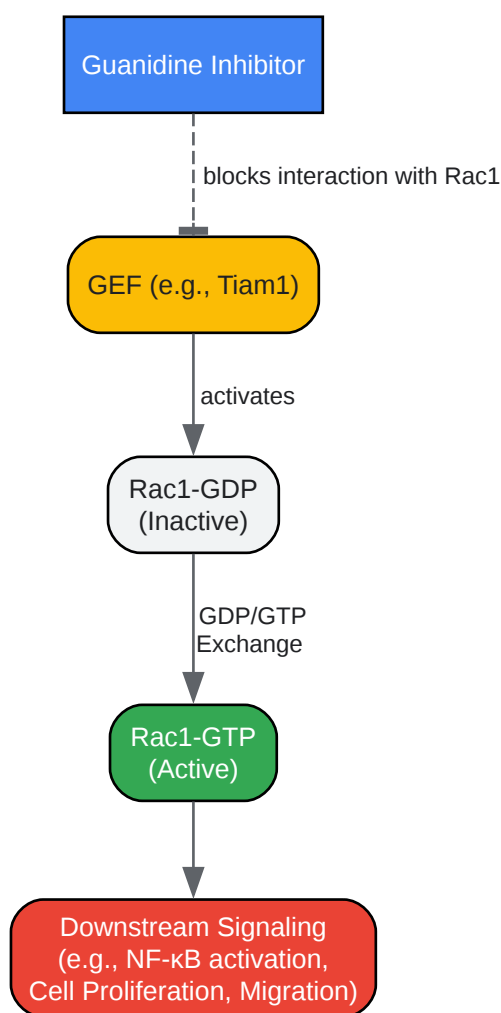 Guanidine Inhibitor
blocks interaction with Rac1
GEF (e.g., Tiam1)
activates
Rac1-GDP
(Inactive)
GDP/GTP
Exchange
Rac1-GTP
(Active)
Downstream Signaling
(e.g., NF-κB activation,
Cell Proliferation, Migration)